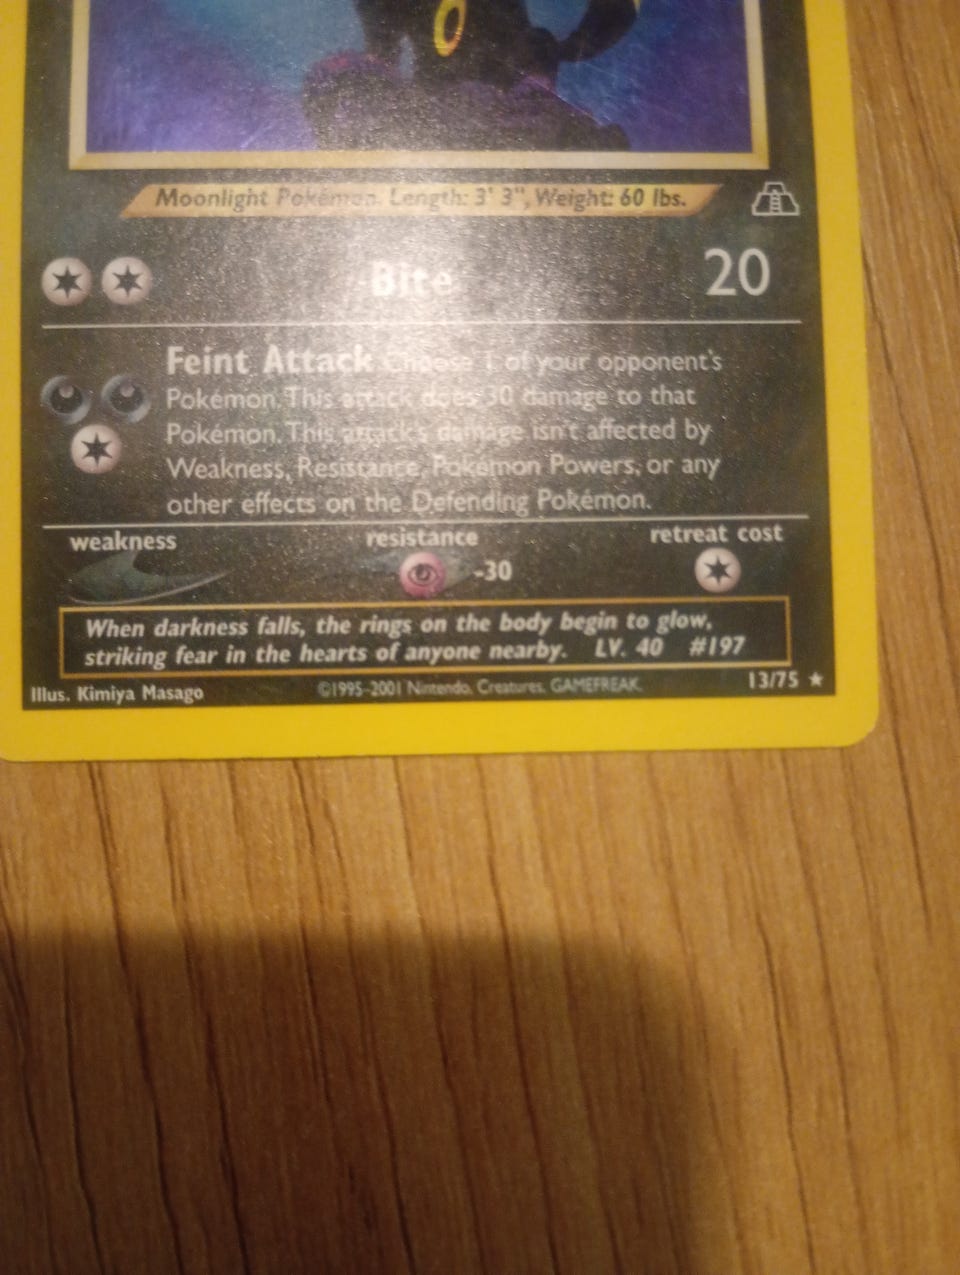 Moonlight Pokémon. Length: 3' 3", Weight: 60 lbs.
Bite 20
Feint Attack Choose 1 of your opponent's
Pokémon. This attack does 30 damage to that
Pokémon. This attack's damage isn't affected by
Weakness, Resistance, Pokémon Powers, or any
other effects on the Defending Pokémon.
weakness resistance retreat cost
-30
When darkness falls, the rings on the body begin to glow,
striking fear in the hearts of anyone nearby. LV. 40 #197
Illus. Kimiya Masago ©1995-2001 Nintendo, Creatures, GAMEFREAK. 13/75 ★